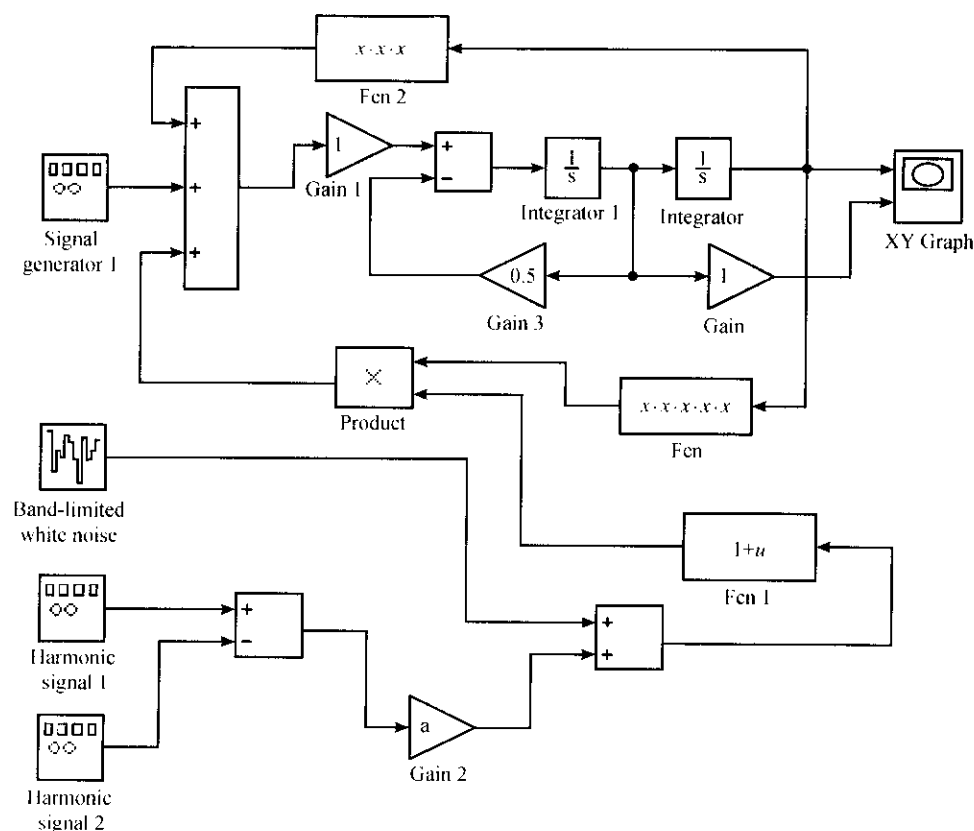 x · x · x
Fcn 2
+
+
+
1
Gain 1
+
−
1
s
Integrator 1
1
s
Integrator
XY Graph
Signal
generator 1
0.5
Gain 3
1
Gain
×
Product
x · x · x · x · x
Fcn
Band-limited
white noise
1+u
Fcn 1
Harmonic
signal 1
+
−
+
+
a
Gain 2
Harmonic
signal 2